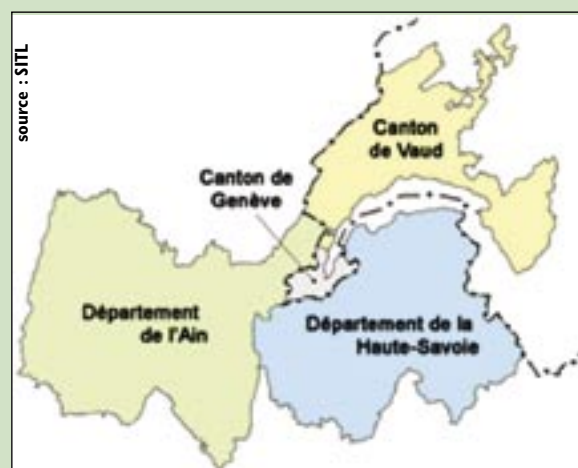 source : SITL
Canton
de Vaud
Canton de
Genève
Département
de l'Ain
Département de la
Haute-Savoie